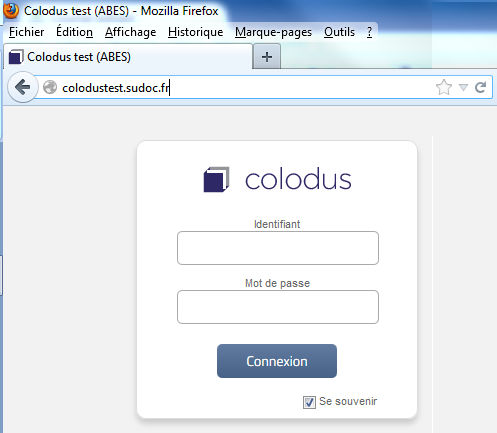 Colodus test (ABES) - Mozilla Firefox
Fichier Édition Affichage Historique Marque-pages Outils ?
Colodus test (ABES)
colodustest.sudoc.fr
colodus
Identifiant
Mot de passe
Connexion
Se souvenir